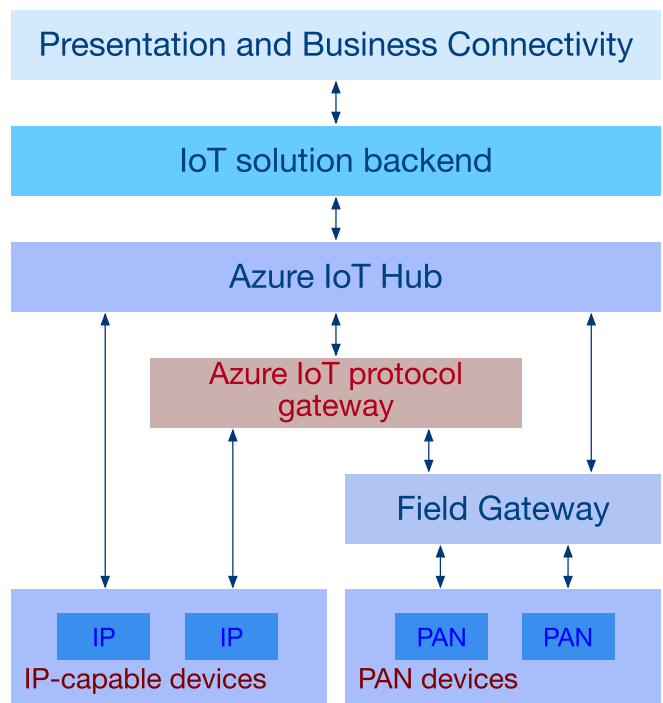 Presentation and Business Connectivity
IoT solution backend
Azure IoT Hub
Azure IoT protocol
gateway
Field Gateway
IP
IP
IP-capable devices
PAN
PAN
PAN devices